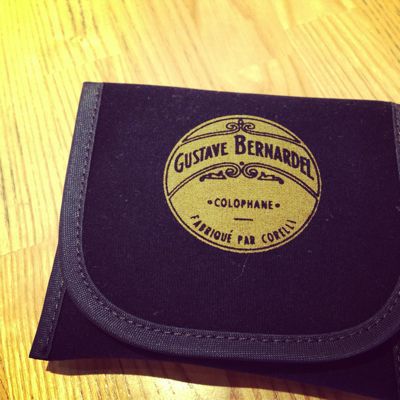 GUSTAVE BERNARDEL
• COLOPHANE •
FABRIQUÉ PAR CORELLI